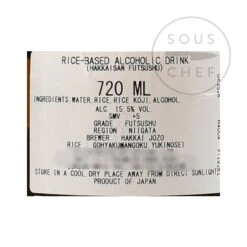 SOUS
CHEF
RICE-BASED ALCOHOLIC DRINK
(HAKKAISAN FUTSUSHU)
720 ML
INGREDIENTS:WATER, RICE, RICE KOJI, ALCOHOL
ALC 15.5% VOL
SMV +5
GRADE : FUTSUSHU
REGION : NIIGATA
BREWER : HAKKAI JOZO
RICE : GOHYAKUMANGOKU, YUKINOSEI
STORE IN A COOL DRY PLACE AWAY FROM DIRECT SUNLIGHT
PRODUCT OF JAPAN